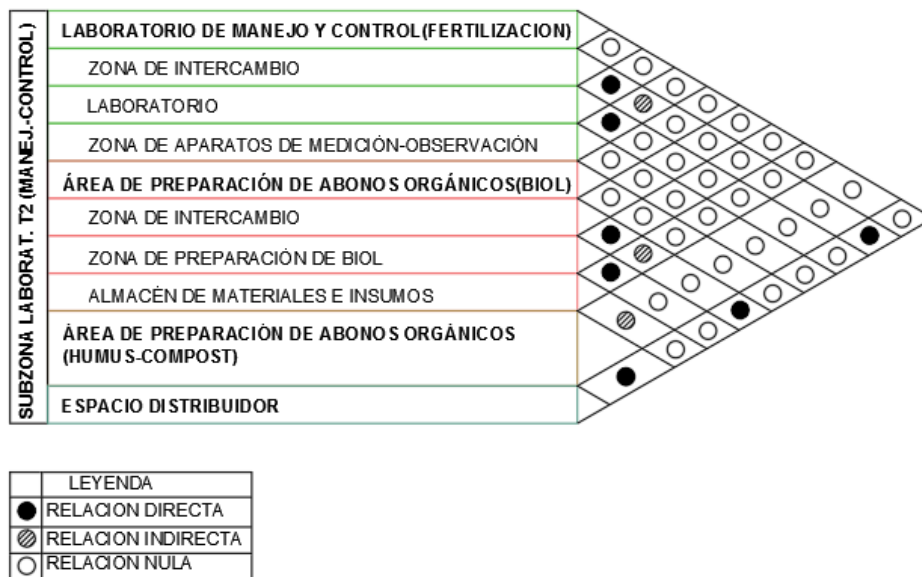 SUBZONA LABORAT. T2 (MANEJ.-CONTROL)
LABORATORIO DE MANEJO Y CONTROL(FERTILIZACION)
ZONA DE INTERCAMBIO
LABORATORIO
ZONA DE APARATOS DE MEDICIÓN-OBSERVACIÓN
ÁREA DE PREPARACIÓN DE ABONOS ORGÁNICOS(BIOL)
ZONA DE INTERCAMBIO
ZONA DE PREPARACIÓN DE BIOL
ALMACÉN DE MATERIALES E INSUMOS
ÁREA DE PREPARACIÓN DE ABONOS ORGÁNICOS
(HUMUS-COMPOST)
ESPACIO DISTRIBUIDOR
LEYENDA
RELACION DIRECTA
RELACION INDIRECTA
RELACION NULA